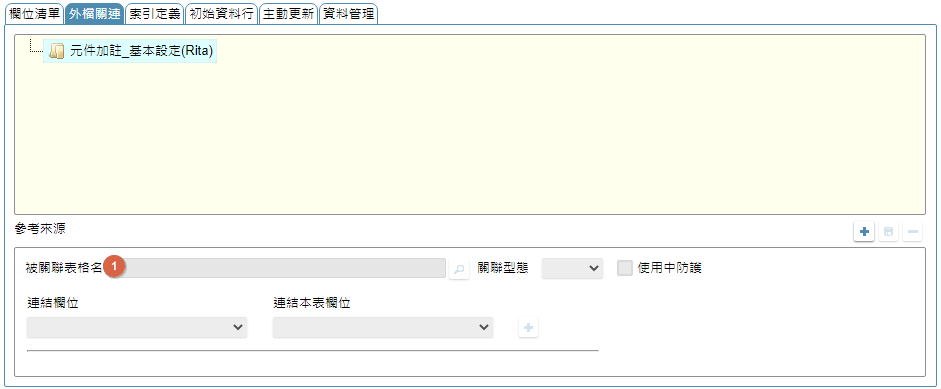 欄位清單 外檔關連 索引定義 初始資料行 主動更新 資料管理
元件加註_基本設定(Rita)
參考來源
被關聯表格名 1 關聯型態 使用中防護
連結欄位 連結本表欄位